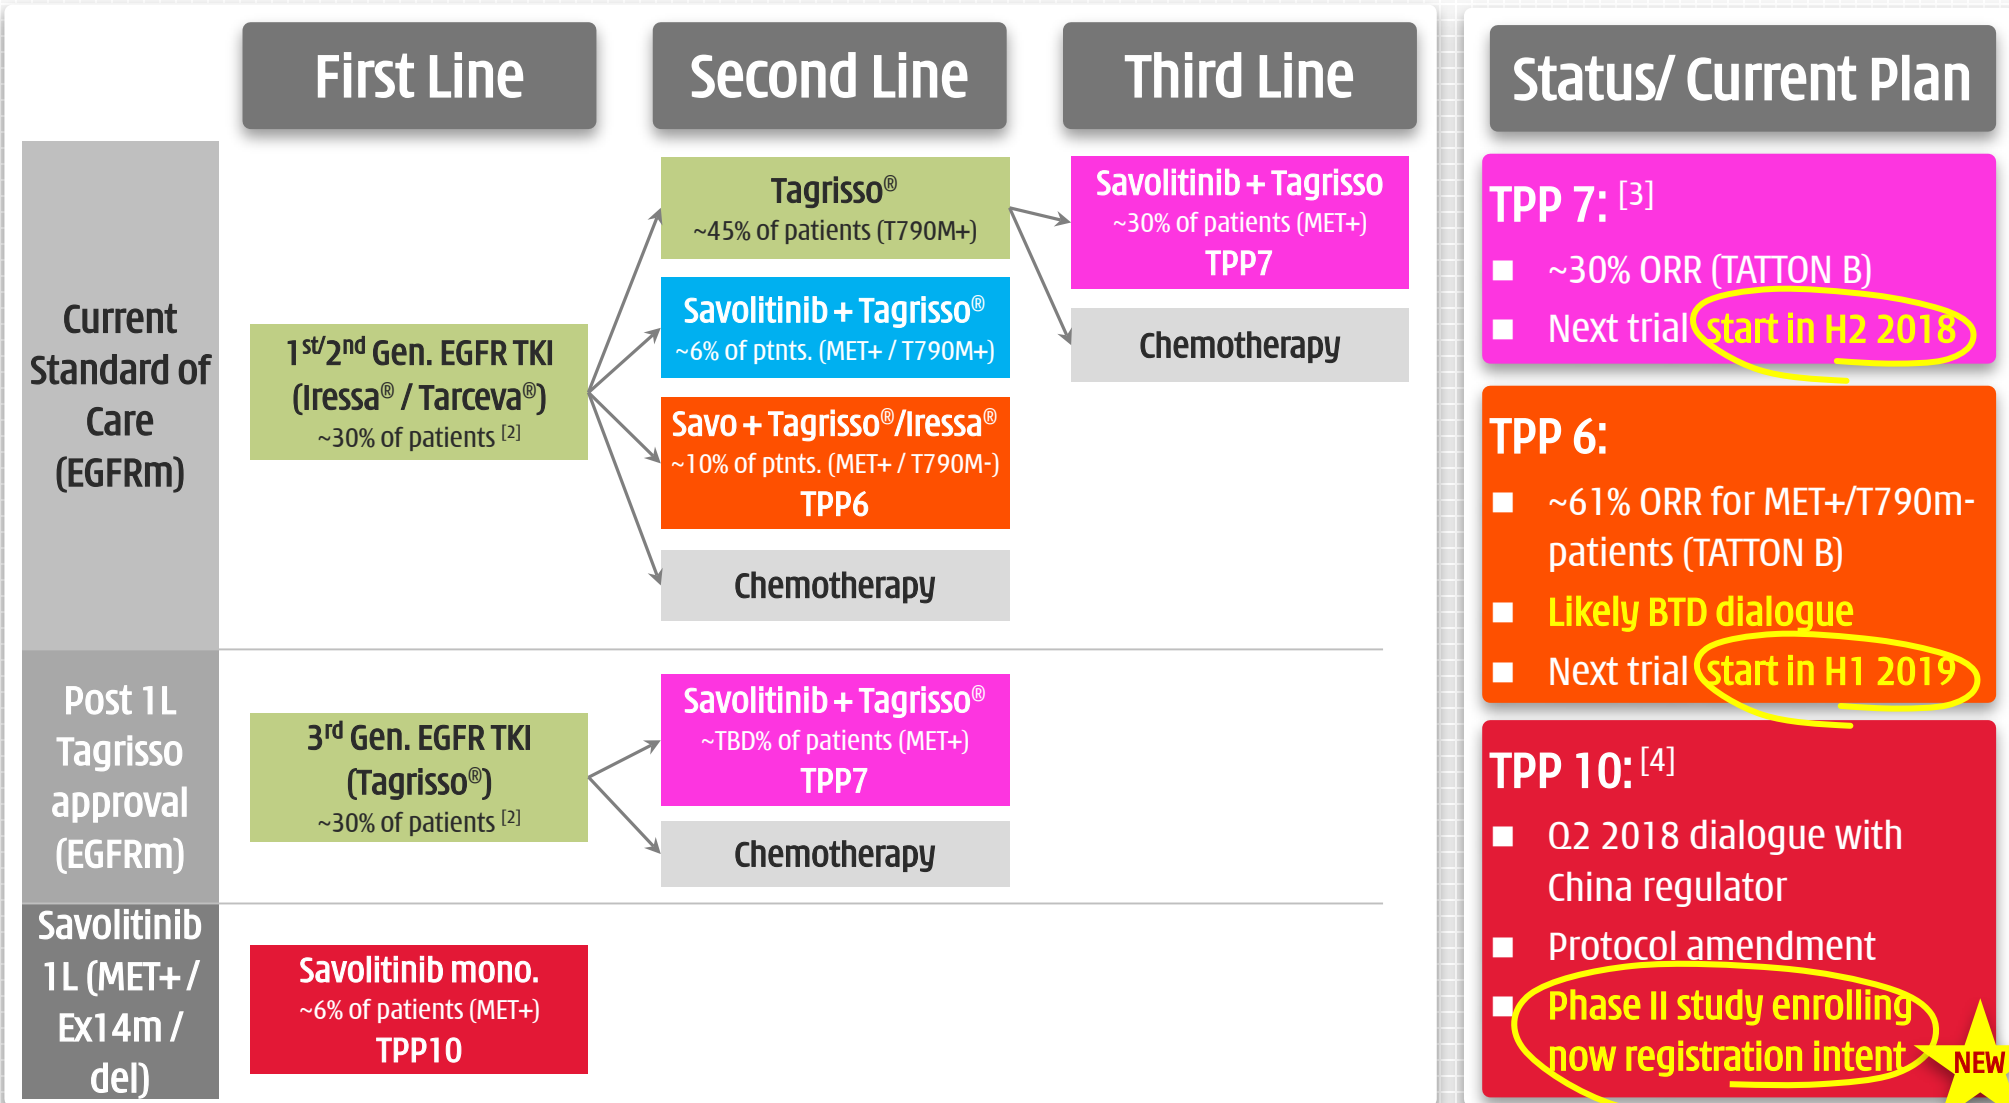 First Line
Second Line
Third Line
Status/ Current Plan
Current
Standard of
Care
(EGFRm)
1st/2nd Gen. EGFR TKI
(Iressa® / Tarceva®)
~30% of patients [2]
Tagrisso®
~45% of patients (T790M+)
Savolitinib + Tagrisso®
~6% of ptnts. (MET+ / T790M+)
Savo + Tagrisso®/Iressa®
~10% of ptnts. (MET+ / T790M-)
TPP6
Chemotherapy
Savolitinib + Tagrisso
~30% of patients (MET+)
TPP7
Chemotherapy
Post 1L
Tagrisso
approval
(EGFRm)
3rd Gen. EGFR TKI
(Tagrisso®)
~30% of patients [2]
Savolitinib + Tagrisso®
~TBD% of patients (MET+)
TPP7
Chemotherapy
Savolitinib
1L (MET+ /
Ex14m /
del)
Savolitinib mono.
~6% of patients (MET+)
TPP10
TPP 7: [3]
~30% ORR (TATTON B)
Next trial start in H2 2018
TPP 6:
~61% ORR for MET+/T790m-
patients (TATTON B)
Likely BTD dialogue
Next trial start in H1 2019
TPP 10: [4]
Q2 2018 dialogue with
China regulator
Protocol amendment
Phase II study enrolling
now registration intent
NEW